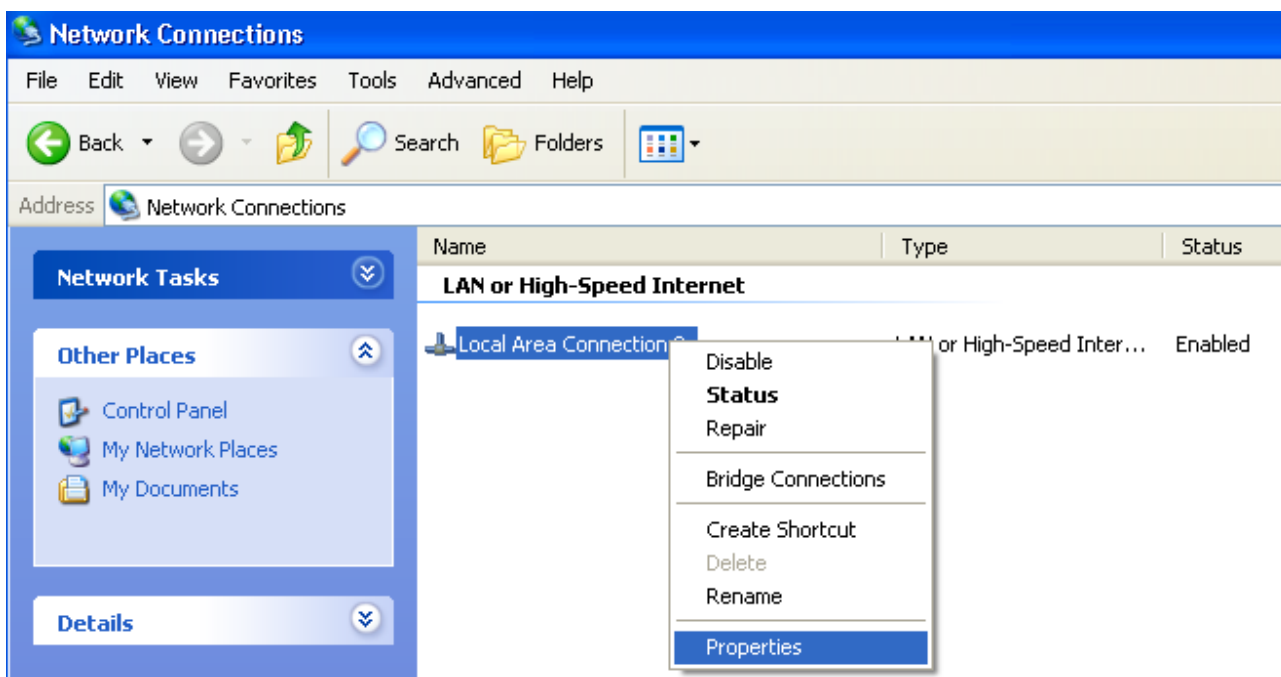 Network Connections
File Edit View Favorites Tools Advanced Help
Back Search Folders
Address Network Connections
Name Type Status
Network Tasks
LAN or High-Speed Internet
Local Area Connection or High-Speed Inter... Enabled
Other Places
Control Panel
My Network Places
My Documents
Details
Disable
Status
Repair
Bridge Connections
Create Shortcut
Delete
Rename
Properties